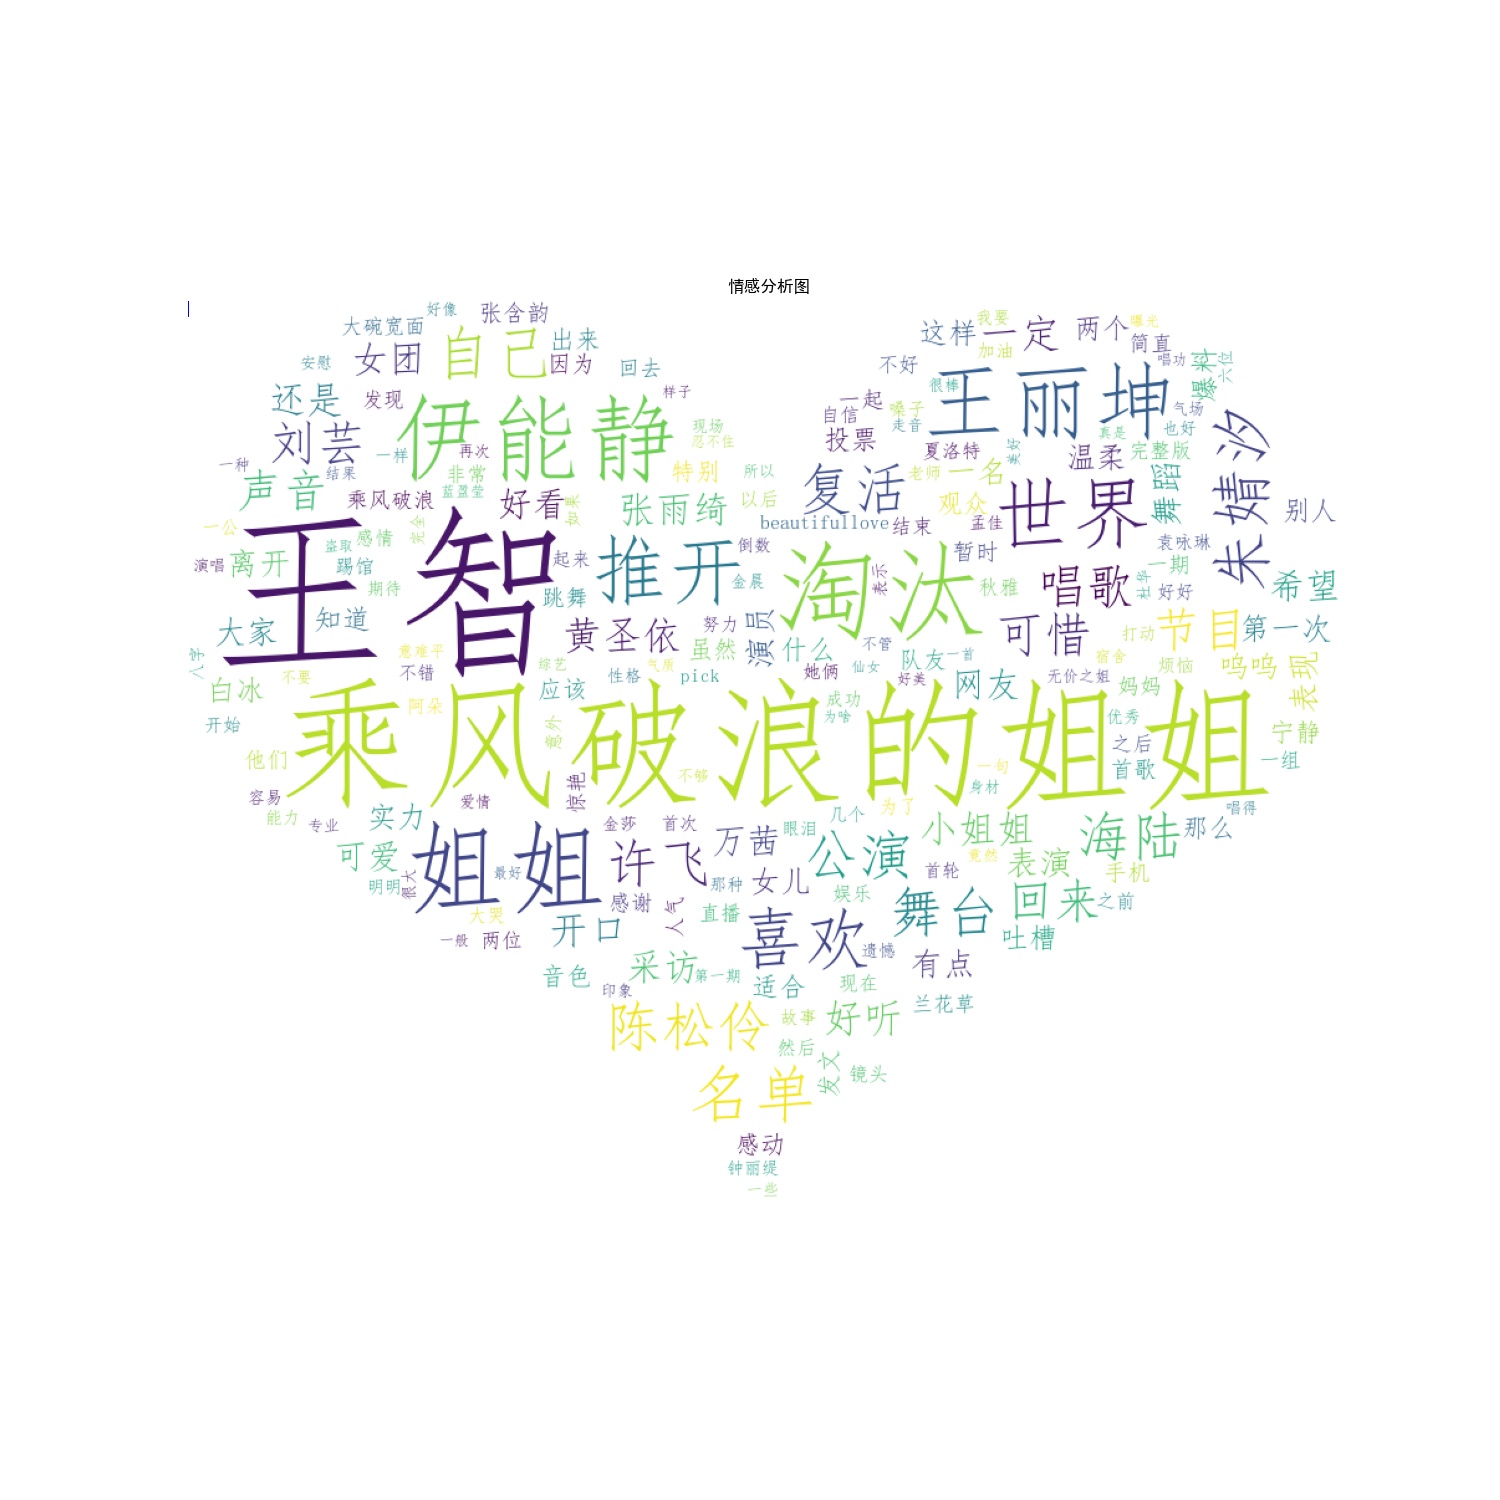 情感分析图
好像
张含韵
大碗宽面
自己
出来
女团
因为
安慰
回去
还是
发现
样子
伊能静
刘芸
一样
再次
现场
忍不住
一种
结果
非常
特别
声音
乘风破浪
蓝盈盈
好看
如果
张雨绮
所以
以后
一公
完全
演唱
离开
盗取
感情
踢馆
期待
王智
起来
推开
倒数
金晨
跳舞
大家
知道
黄圣依
努力
演员
虽然
什么
八字
意难平
不错
不要
白冰
开始
阿朵
综艺
应该
性格
气质
pick
我要
曝光
这样
一定
两个
简直
唱功
加油
不好
爆料
六位
很棒
王丽坤
一起
自信
嗓子
走音
投票
气场
也好
真是
美好
夏洛特
温柔
完整版
朱婧汐
复活
老师
一名
观众
世界
舞蹈
别人
beautifullove
结束
孟佳
袁咏琳
暂时
一期
淘汰
表示
秋雅
唱歌
杜华
好好
希望
可惜
打动
节目
第一次
不管
队友
一首
仙女
她俩
好美
网友
宿舍
无价之姐
烦恼
妈妈
呜呜
表现
成功
为啥
优秀
之后
宁静
首歌
一组
乘风破浪的姐姐
他们
意外
不够
一句
身材
容易
能力
专业
爱情
惊艳
实力
金莎
首次
几个
为了
唱得
可爱
明明
很大
姐姐
最好
许飞
万茜
眼泪
公演
小姐姐
竟然
海陆
那么
那种
女儿
首轮
表演
手机
大哭
感谢
人气
直播
娱乐
舞台
回来
之前
一般
两位
开口
喜欢
遗憾
吐槽
音色
采访
第一期
有点
印象
适合
现在
兰花草
陈松伶
故事
好听
然后
发文
镜头
名单
感动
钟丽缇
一些